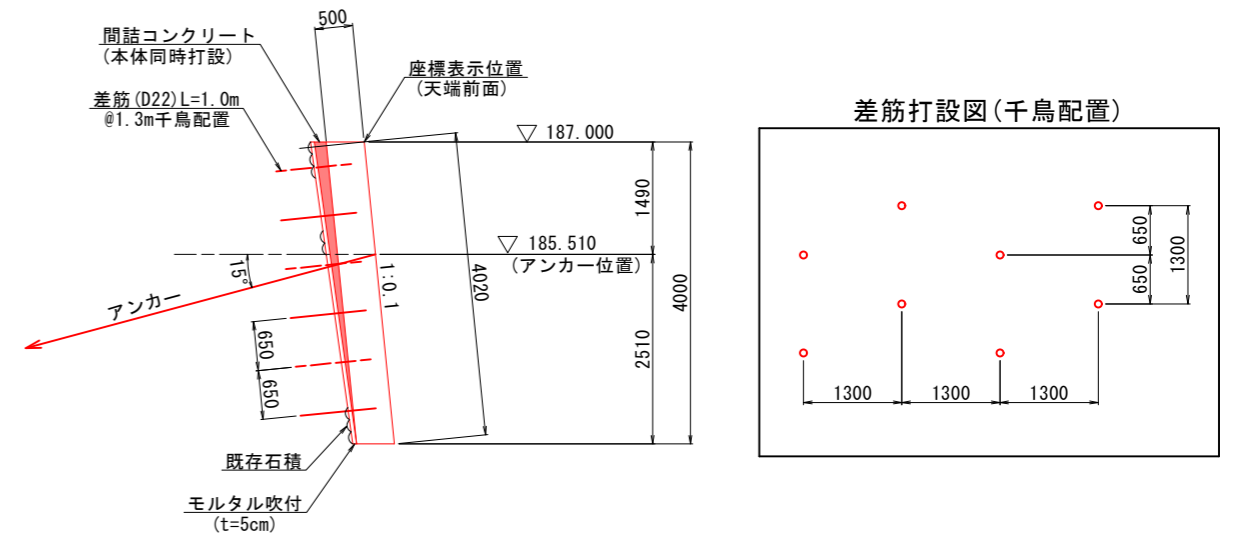 500
間詰コンクリート
(本体同時打設)
座標表示位置
(天端前面)
差筋(D22)L=1.0m
@1.3m千鳥配置
▽ 187.000
1490
▽ 185.510
(アンカー位置)
15°
アンカー
1:0.1
4020
4000
2510
650
650
既存石積
モルタル吹付
(t=5cm)
差筋打設図(千鳥配置)
650
650
1300
1300
1300
1300